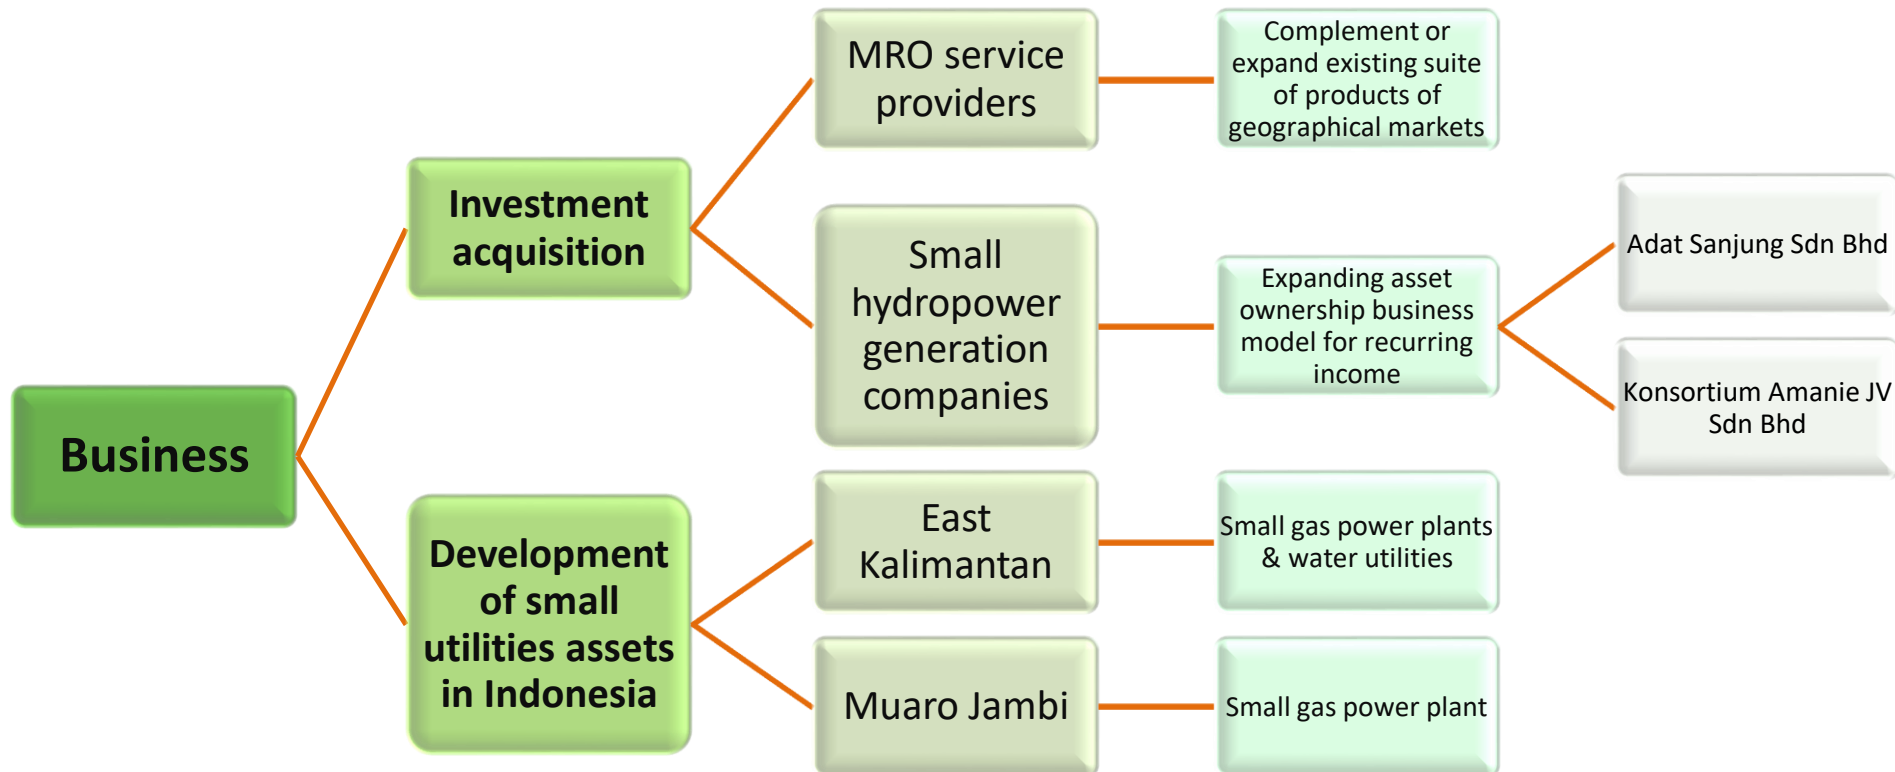 Business
Investment
acquisition
MRO service
providers
Complement or
expand existing suite
of products of
geographical markets
Small
hydropower
generation
companies
Expanding asset
ownership business
model for recurring
income
Adat Sanjung Sdn Bhd
Konsortium Amanie JV
Sdn Bhd
Development
of small
utilities assets
in Indonesia
East
Kalimantan
Small gas power plants
& water utilities
Muaro Jambi
Small gas power plant